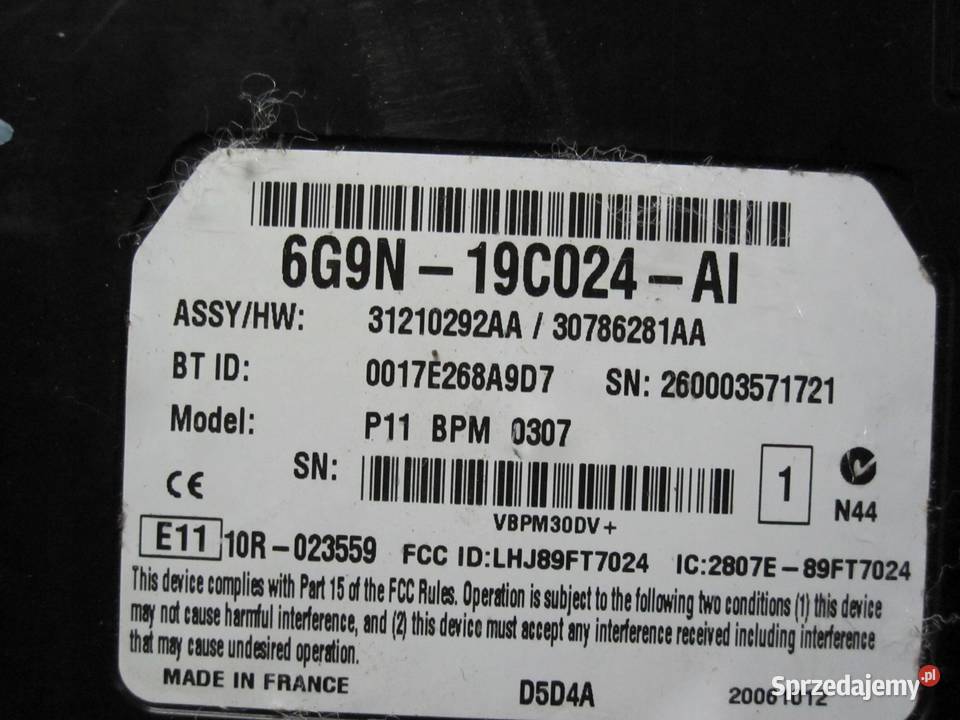 6G9N-19C024-AI
ASSY/HW: 31210292AA / 30786281AA
BT ID: 0017E268A9D7 SN: 260003571721
Model: P11 BPM 0307
SN:
1
N44
VBPM30DV+
CE
E11 10R-023559 FCC ID:LHJ89FT7024 IC:2807E-89FT7024
This device complies with Part 15 of the FCC Rules. Operation is subject to the following two conditions (1) this device
may not cause harmful interference, and (2) this device must accept any interference received including interference
that may cause undesired operation.
MADE IN FRANCE D5D4A 20061012
Sprzedajemy.pl